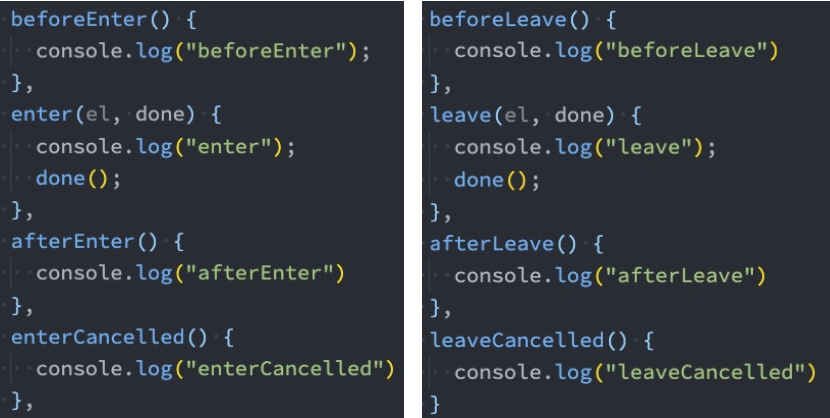 beforeEnter() {
console.log("beforeEnter");
},
enter(el, done) {
console.log("enter");
done();
},
afterEnter() {
console.log("afterEnter")
},
enterCancelled() {
console.log("enterCancelled")
},
beforeLeave() {
console.log("beforeLeave")
},
leave(el, done) {
console.log("leave");
done();
},
afterLeave() {
console.log("afterLeave")
},
leaveCancelled() {
console.log("leaveCancelled")
}